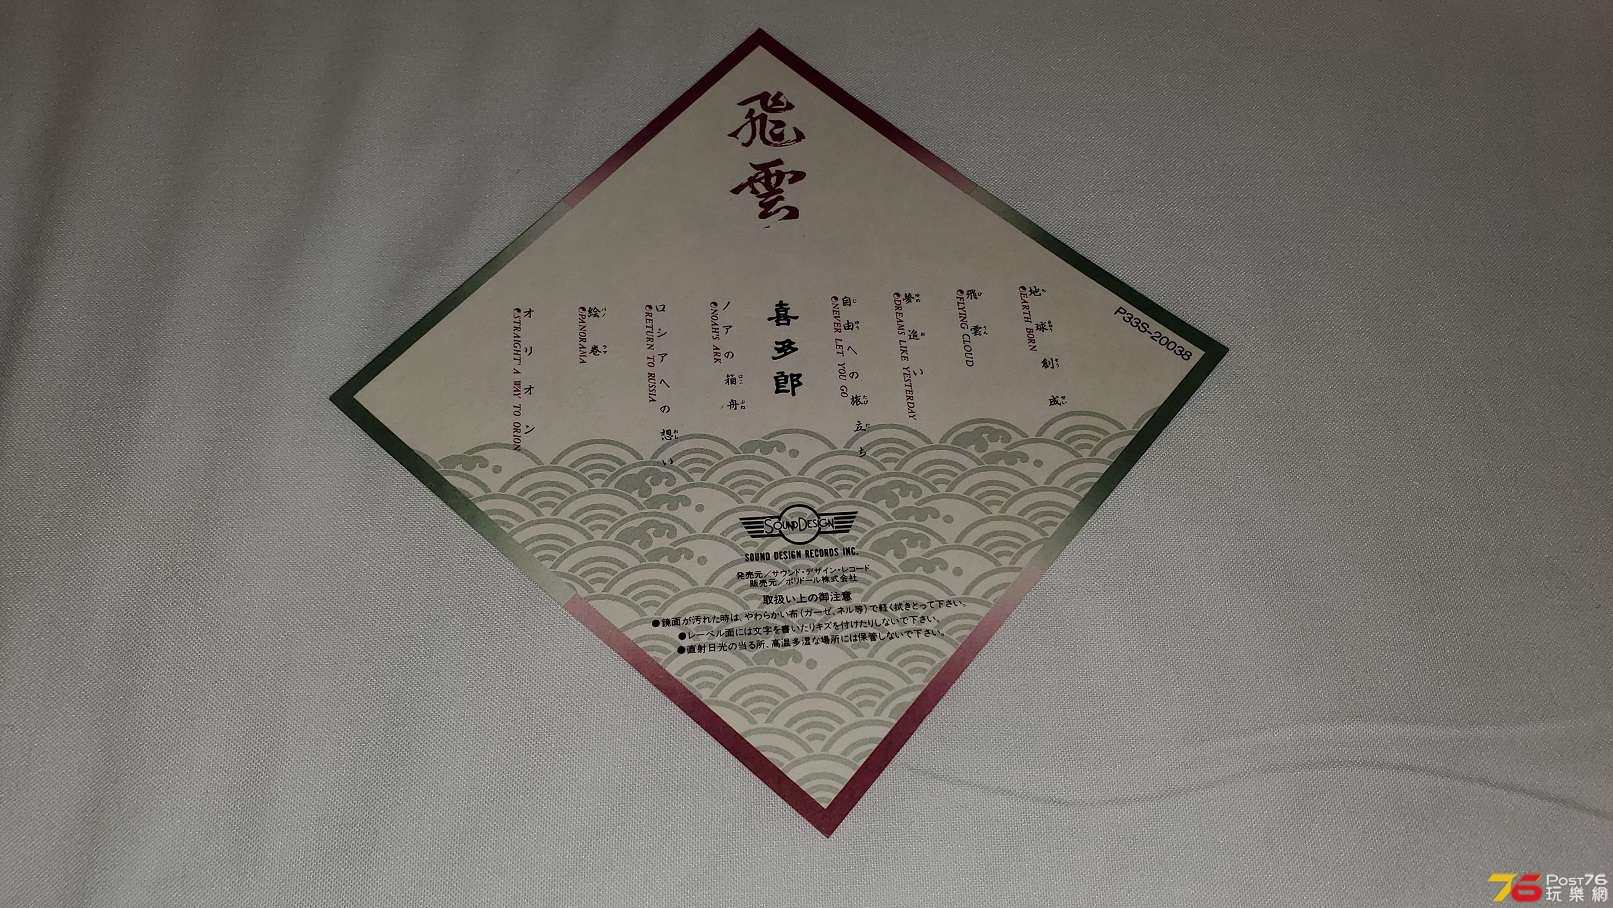 飛雲
P33S-20038
地球創成
EARTH BORN
飛雲
FLYING CLOUD
夢追い
DREAMS LIKE YESTERDAY
自由への旅立ち
NEVER LET YOU GO
喜多郎
ノアの箱舟
NOAH'S ARK
ロシアへの想い
RETURN TO RUSSIA
絵巻
PANORAMA
オリオン
STRAIGHT' A WAY TO ORION
SOUND DESIGN
SOUND DESIGN RECORDS INC.
発売元/サウンド・デザイン・レコード
販売元/ポリドール株式会社
取扱い上の御注意
●鏡面が汚れた時は、やわらかい布(ガーゼ、ネル等)で軽く拭きとって下さい。
●レーベル面には文字を書いたりキズを付けたりしないで下さい。
●直射日光の当る所、高温多湿な場所には保管しないで下さい。
76 POST76
玩樂網